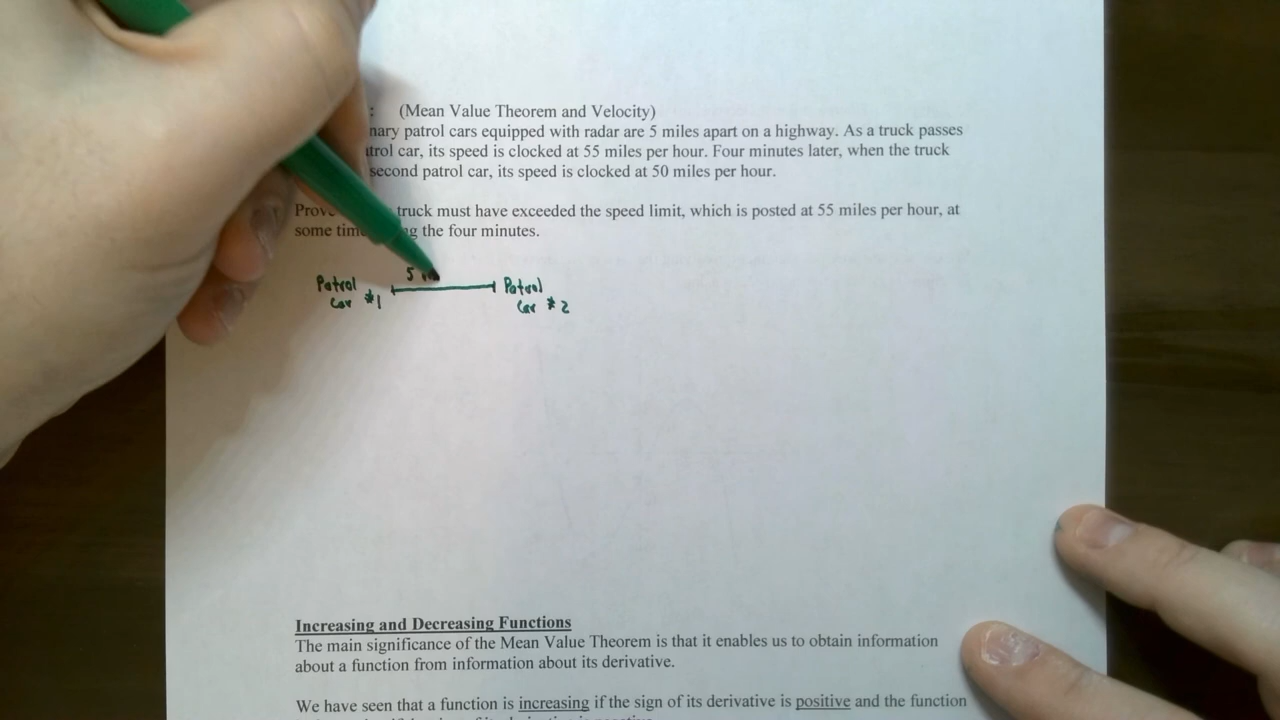 : (Mean Value Theorem and Velocity)
nary patrol cars equipped with radar are 5 miles apart on a highway. As a truck passes
trol car, its speed is clocked at 55 miles per hour. Four minutes later, when the truck
second patrol car, its speed is clocked at 50 miles per hour.
Prove truck must have exceeded the speed limit, which is posted at 55 miles per hour, at
some time the four minutes.
5
Patrol Patrol
Car #1 Car #2
Increasing and Decreasing Functions
The main significance of the Mean Value Theorem is that it enables us to obtain information
about a function from information about its derivative.
We have seen that a function is increasing if the sign of its derivative is positive and the function